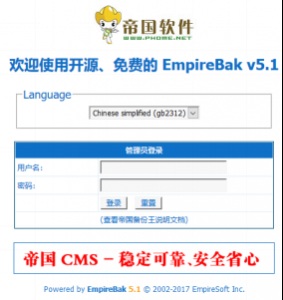 帝国软件
WWW.PHOME.NET
欢迎使用开源、免费的 EmpireBak v5.1
Language
Chinese simplified (gb2312)
管理员登录
用户名:
密码:
登录 重置
(查看帝国备份王说明文档)
帝国 CMS - 稳定可靠、安全省心
Powered by EmpireBak 5.1 © 2002-2017 EmpireSoft Inc.